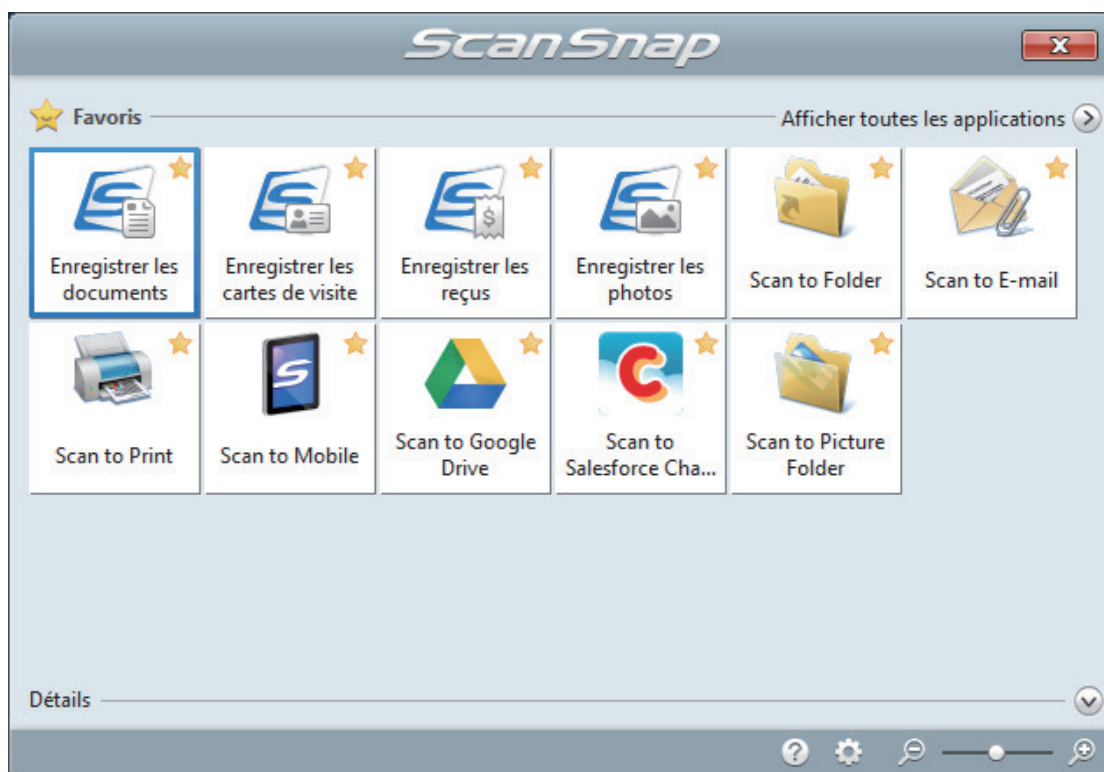 ScanSnap
Favoris
Afficher toutes les applications
Enregistrer les
documents
Enregistrer les
cartes de visite
Enregistrer les
reçus
Enregistrer les
photos
Scan to Folder
Scan to E-mail
Scan to Print
Scan to Mobile
Scan to Google
Drive
Scan to
Salesforce Cha...
Scan to Picture
Folder
Détails